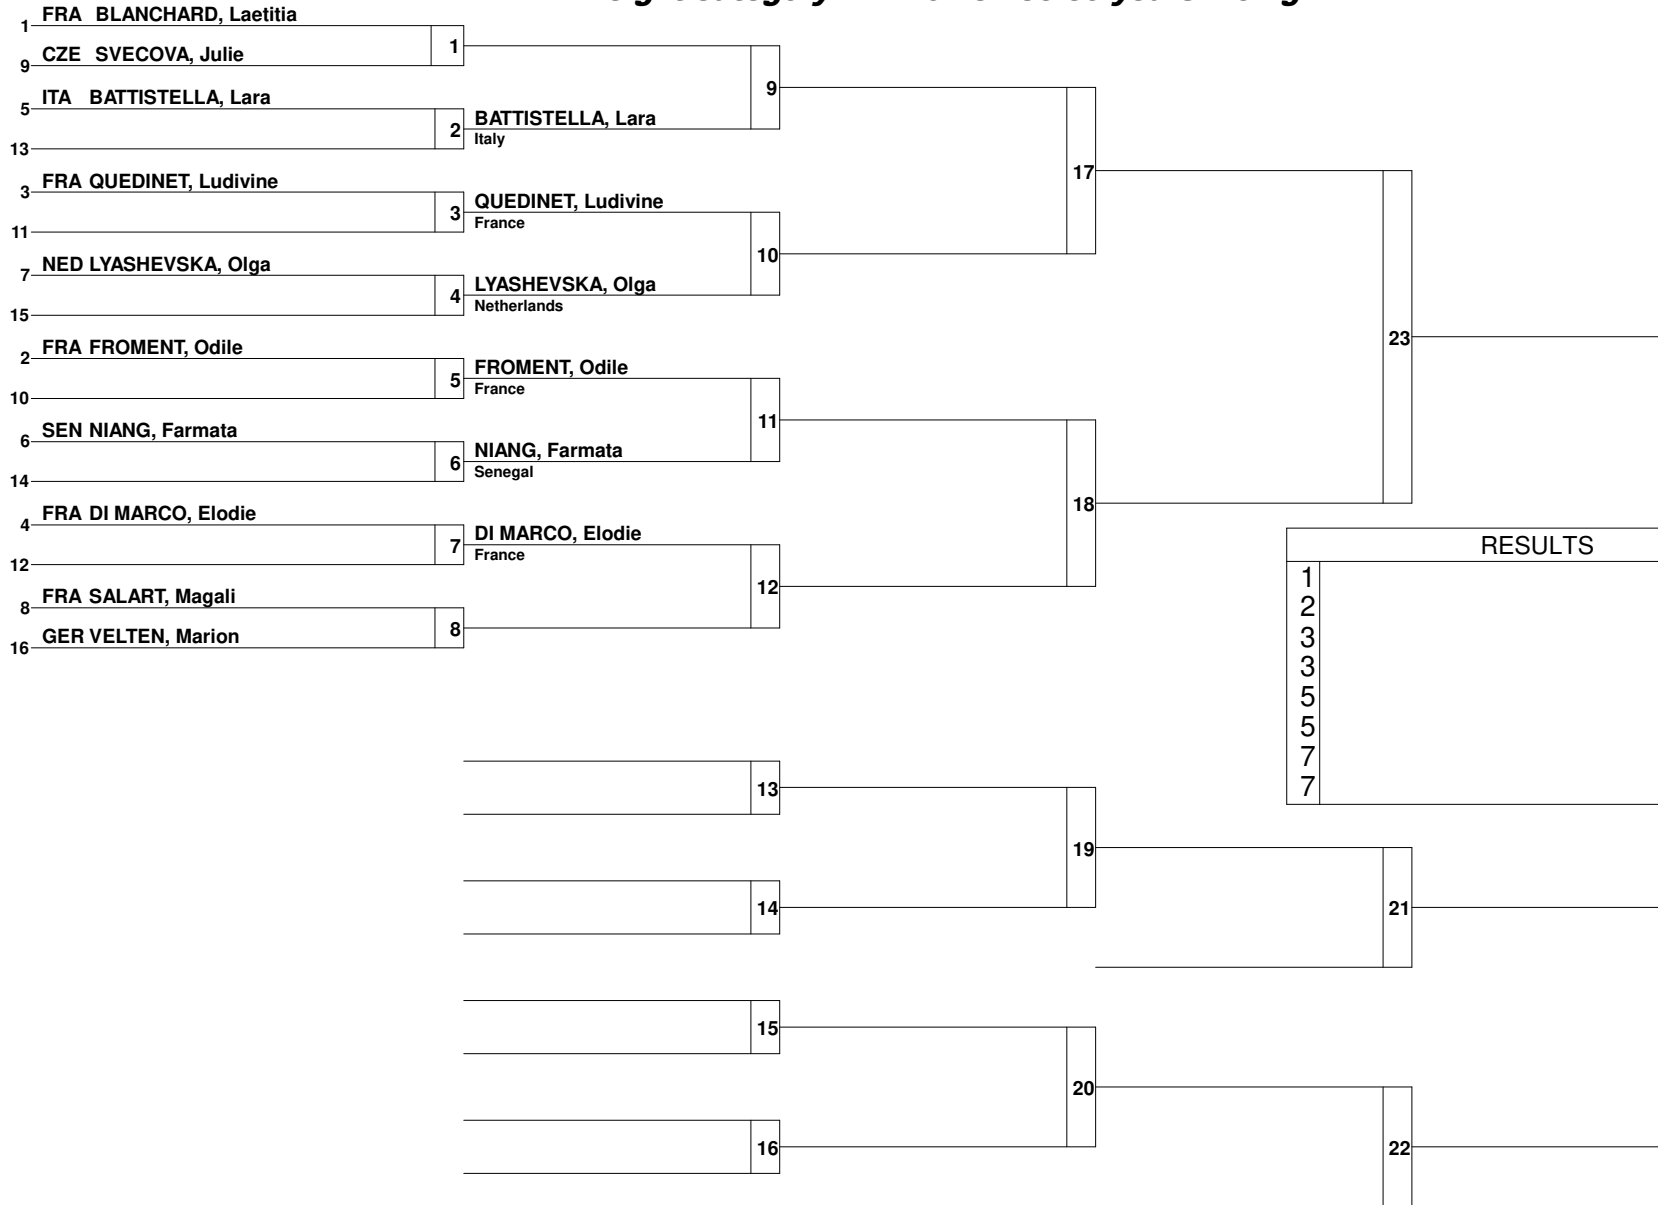 1 FRA BLANCHARD, Laetitia
9 CZE SVECOVA, Julie
1
5 ITA BATTISTELLA, Lara
13
2 BATTISTELLA, Lara
Italy
9
3 FRA QUEDINET, Ludivine
11
3 QUEDINET, Ludivine
France
7 NED LYASHEVSKA, Olga
15
4 LYASHEVSKA, Olga
Netherlands
10
17
2 FRA FROMENT, Odile
10
5 FROMENT, Odile
France
6 SEN NIANG, Farmata
14
6 NIANG, Farmata
Senegal
11
4 FRA DI MARCO, Elodie
12
7 DI MARCO, Elodie
France
8 FRA SALART, Magali
16 GER VELTEN, Marion
8
12
18
23
RESULTS
1
2
3
3
5
5
7
7
13
14
19
21
15
16
20
22